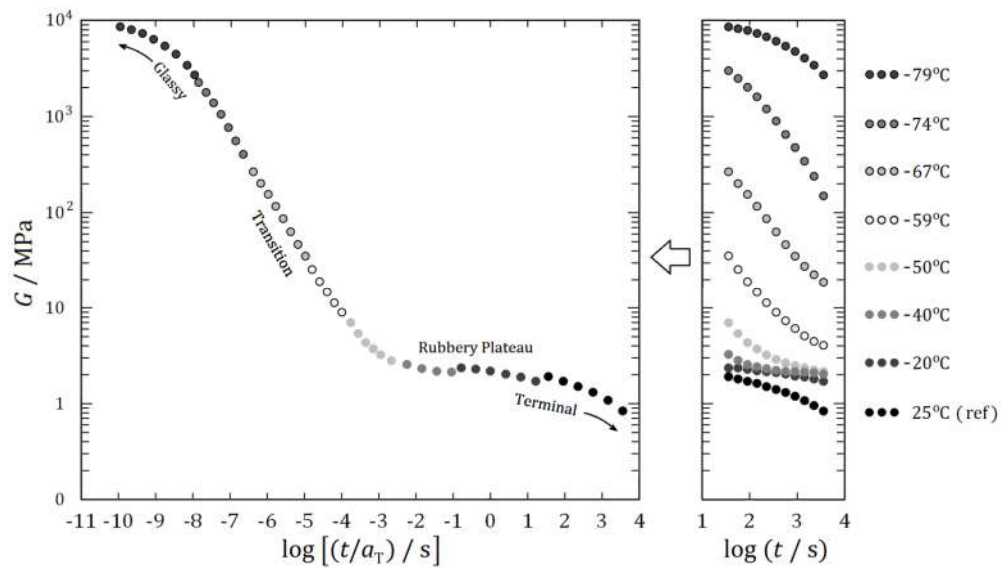 G / MPa
10⁴
10³
10²
10
1
0
Glassy
Transition
Rubbery Plateau
Terminal
-11 -10 -9 -8 -7 -6 -5 -4 -3 -2 -1 0 1 2 3 4
log [(t/a_T) / s]
1 2 3 4
log (t / s)
-79°C
-74°C
-67°C
-59°C
-50°C
-40°C
-20°C
25°C (ref)